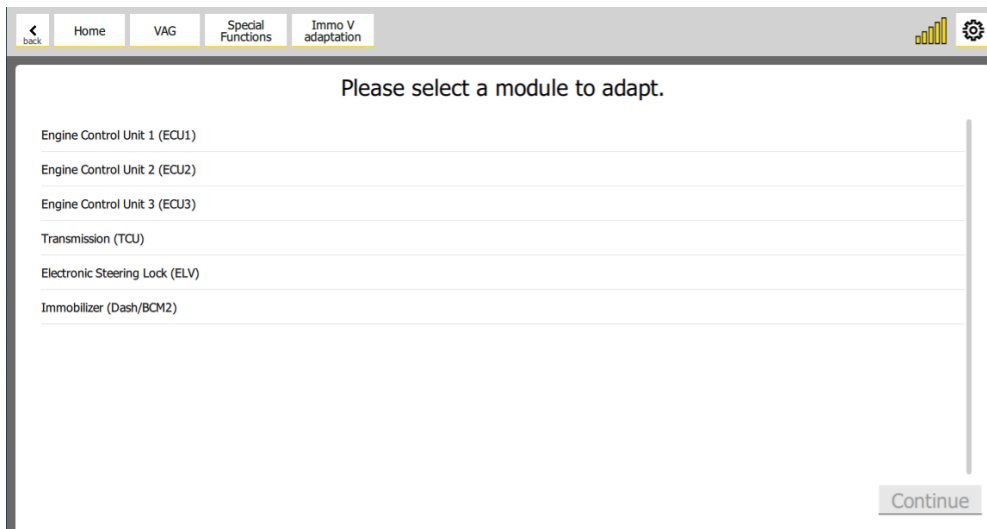 back
Home
VAG
Special
Functions
Immo V
adaptation
Please select a module to adapt.
Engine Control Unit 1 (ECU1)
Engine Control Unit 2 (ECU2)
Engine Control Unit 3 (ECU3)
Transmission (TCU)
Electronic Steering Lock (ELV)
Immobilizer (Dash/BCM2)
Continue